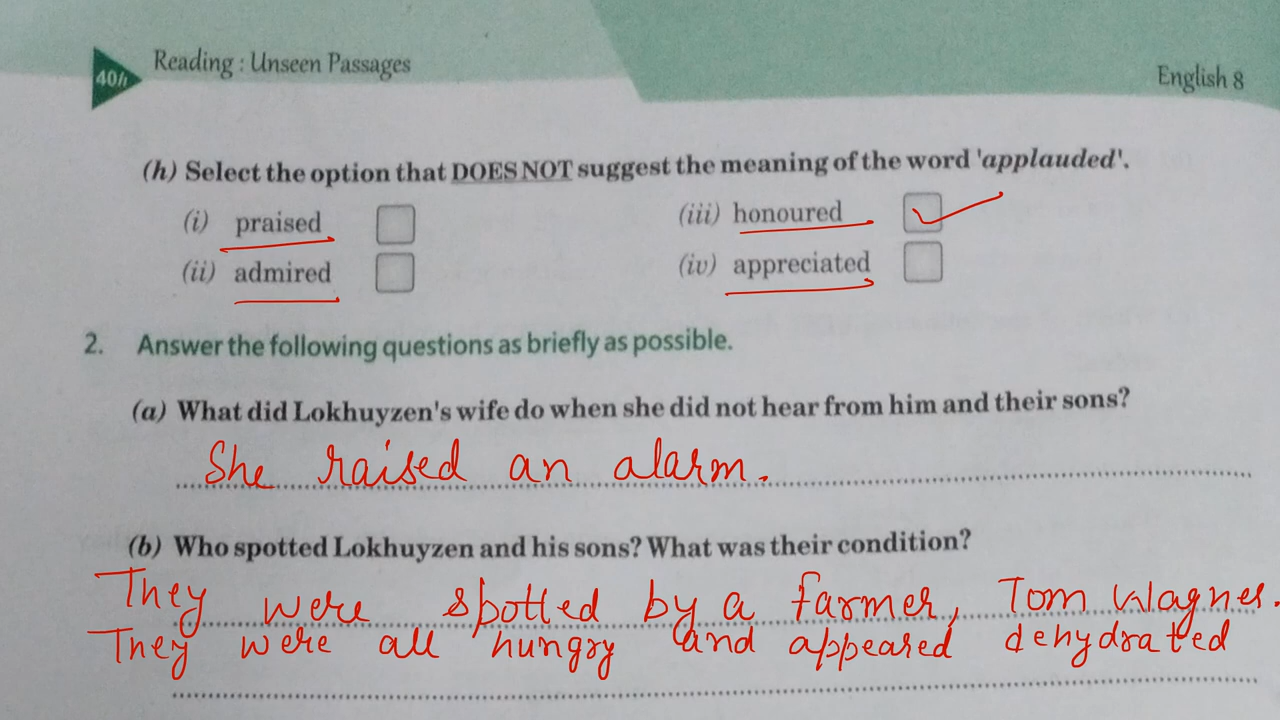 40h
Reading : Unseen Passages
English 8
(h) Select the option that DOES NOT suggest the meaning of the word 'applauded'.
(i) praised
(iii) honoured
(ii) admired
(iv) appreciated
2. Answer the following questions as briefly as possible.
(a) What did Lokhuyzen's wife do when she did not hear from him and their sons?
She raised an alarm.
(b) Who spotted Lokhuyzen and his sons? What was their condition?
They were spotted by a farmer, Tom Wagner.
They were all hungry and appeared dehydrated